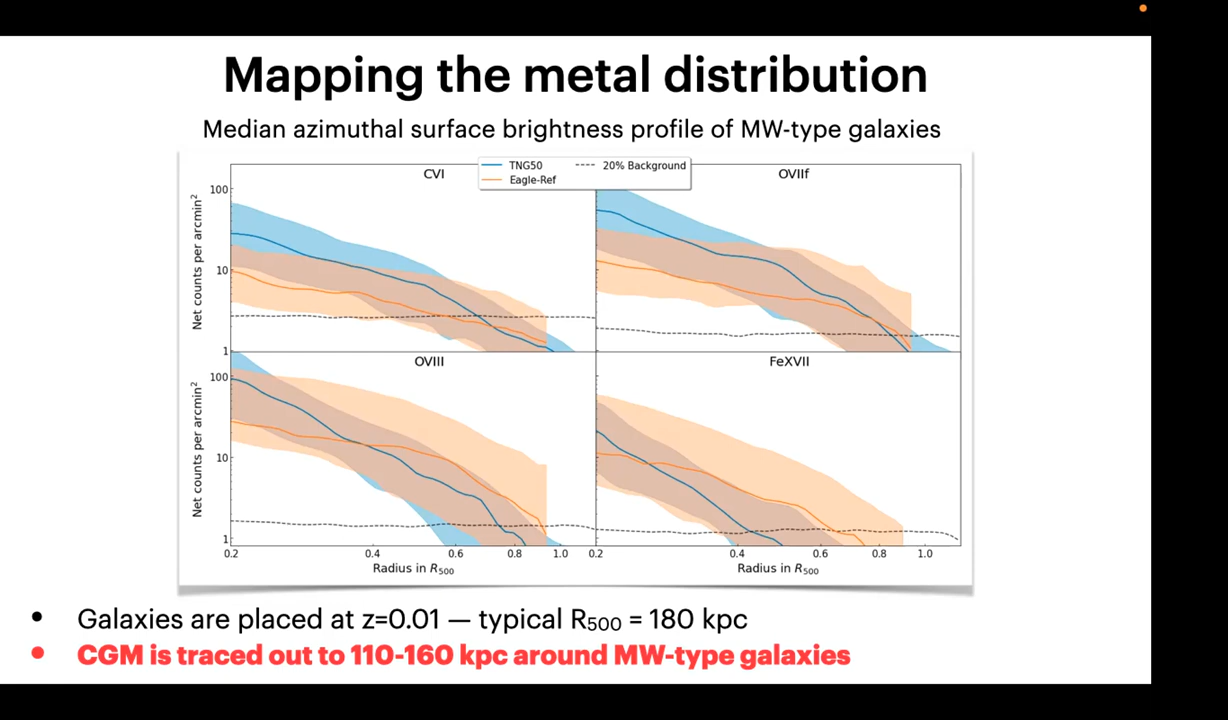 Mapping the metal distribution
Median azimuthal surface brightness profile of MW-type galaxies
TNG50
Eagle-Ref
20% Background
CVI
OVIIf
Net counts per arcmin²
100
10
1
OVIII
FeXVII
Net counts per arcmin²
100
10
1
0.2 0.4 0.6 0.8 1.0 0.2 0.4 0.6 0.8 1.0
Radius in R₅₀₀
Radius in R₅₀₀
• Galaxies are placed at z=0.01 — typical R₅₀₀ = 180 kpc
• CGM is traced out to 110-160 kpc around MW-type galaxies